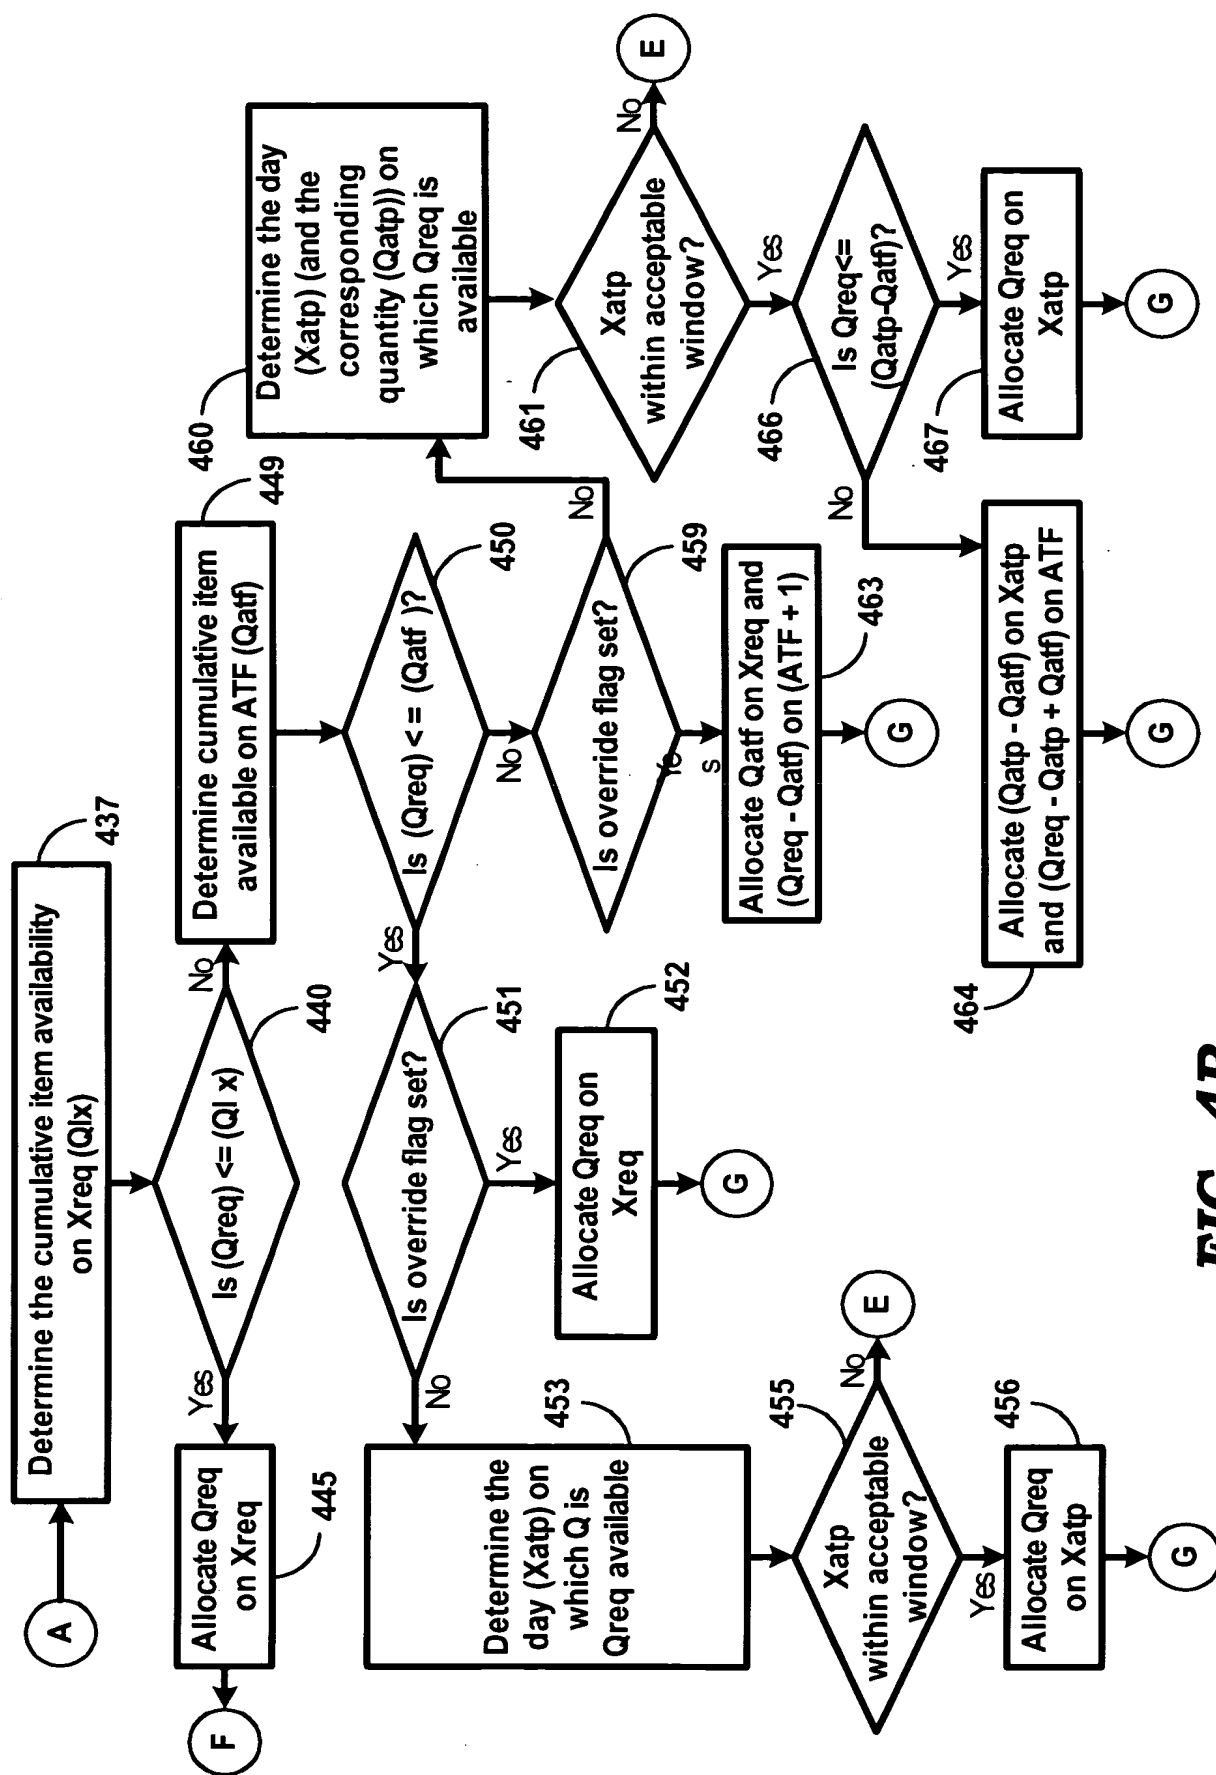 A
Determine the cumulative item availability
on Xreq (QIx)
437
Is (Qreq) <= (QI x)
440
Yes
No
Allocate Qreq
on Xreq
445
F
Determine cumulative item
available on ATF (Qatf)
449
Is (Qreq) < = (Qatf )?
450
Yes
No
Is override flag set?
451
No
Yes
Allocate Qreq on
Xreq
452
G
Determine the
day (Xatp) on
which Q is
Qreq available
453
Xatp
within acceptable
window?
455
No
E
Yes
Allocate Qreq
on Xatp
456
G
Is override flag set?
459
No
Ye
s
Allocate Qatf on Xreq and
(Qreq - Qatf) on (ATF + 1)
463
G
Determine the day
(Xatp) (and the
corresponding
quantity (Qatp)) on
which Qreq is
available
460
Xatp
within acceptable
window?
461
No
E
Yes
Is Qreq<=
(Qatp-Qatf)?
466
No
Yes
Allocate Qreq on
Xatp
467
G
Allocate (Qatp - Qatf) on Xatp
and (Qreq - Qatp + Qatf) on ATF
464
G
FIG. 4B